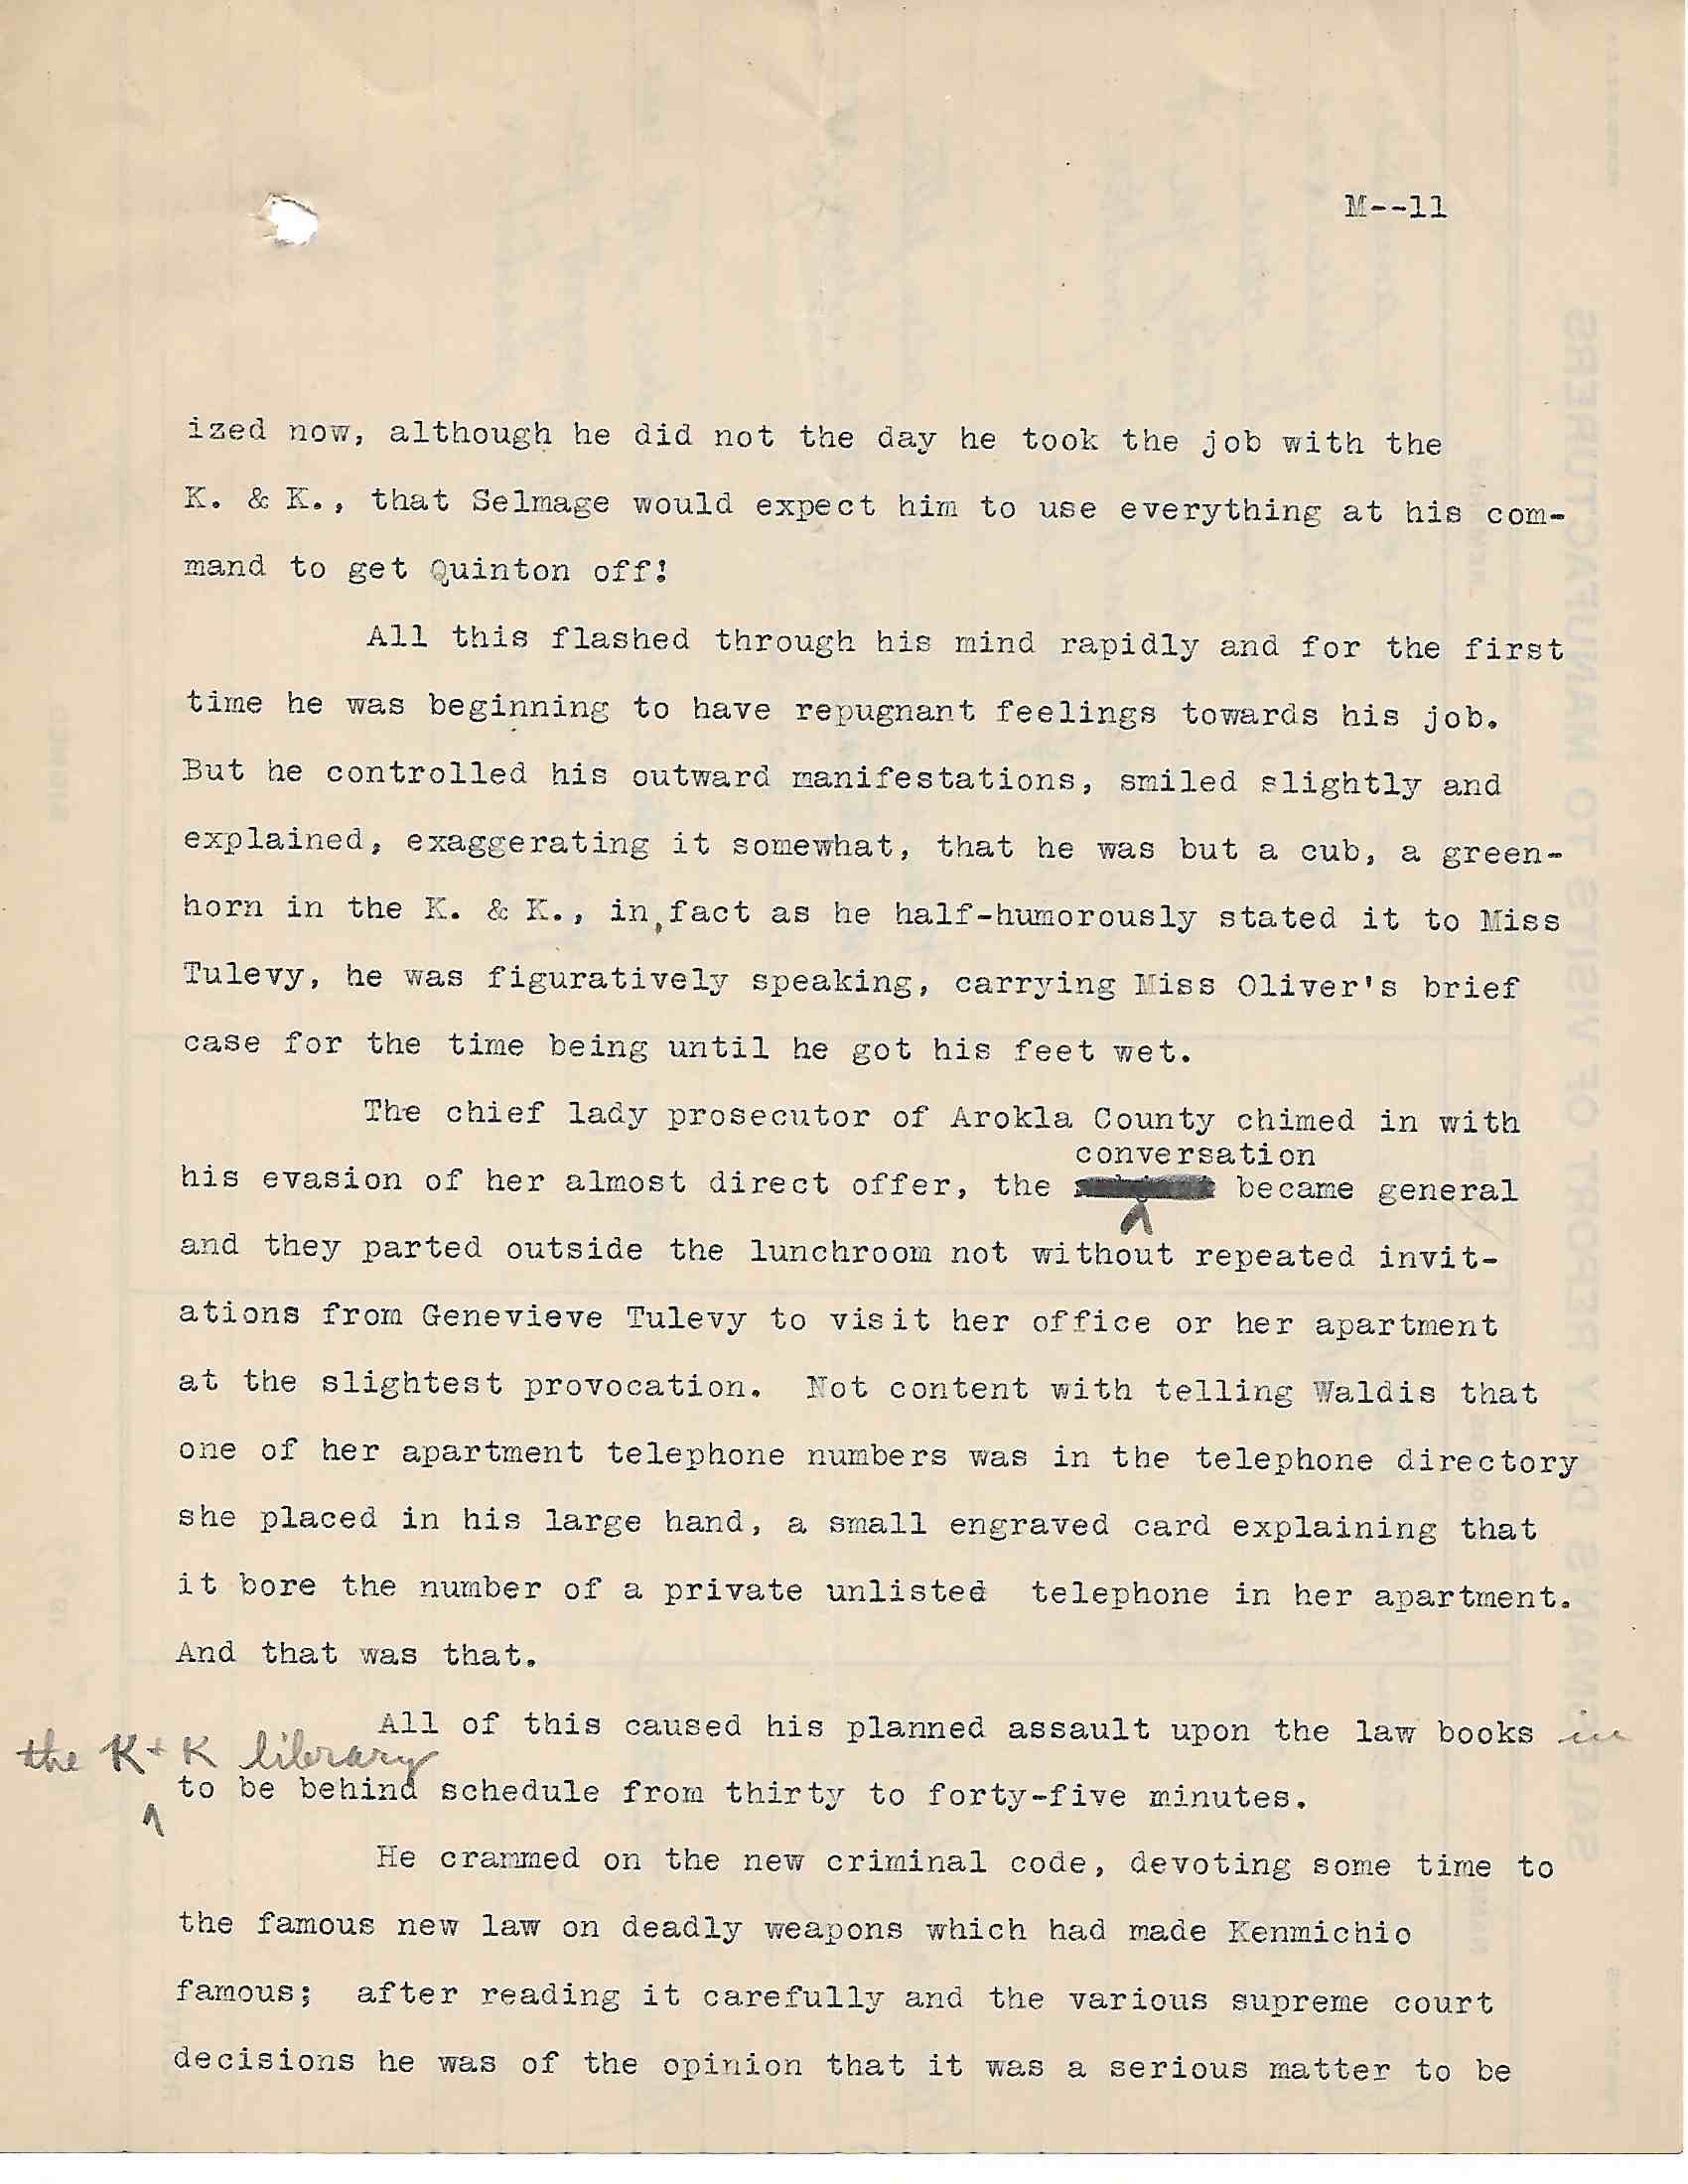 M--11
ized now, although he did not the day he took the job with the
K. & K., that Selmage would expect him to use everything at his com-
mand to get Quinton off!
All this flashed through his mind rapidly and for the first
time he was beginning to have repugnant feelings towards his job.
But he controlled his outward manifestations, smiled slightly and
explained, exaggerating it somewhat, that he was but a cub, a green-
horn in the K. & K., in, fact as he half-humorously stated it to Miss
Tulevy, he was figuratively speaking, carrying Miss Oliver's brief
case for the time being until he got his feet wet.
The chief lady prosecutor of Arokla County chimed in with
conversation
his evasion of her almost direct offer, the became general
and they parted outside the lunchroom not without repeated invit-
ations from Genevieve Tulevy to visit her office or her apartment
at the slightest provocation. Not content with telling Waldis that
one of her apartment telephone numbers was in the telephone directory
she placed in his large hand, a small engraved card explaining that
it bore the number of a private unlisted telephone in her apartment.
And that was that.
All of this caused his planned assault upon the law books in
the K + K library
to be behind schedule from thirty to forty-five minutes.
He crammed on the new criminal code, devoting some time to
the famous new law on deadly weapons which had made Kenmichio
famous; after reading it carefully and the various supreme court
decisions he was of the opinion that it was a serious matter to be
SALESMAN'S DAILY REPORT OF VISITS TO MANUFACTURERS